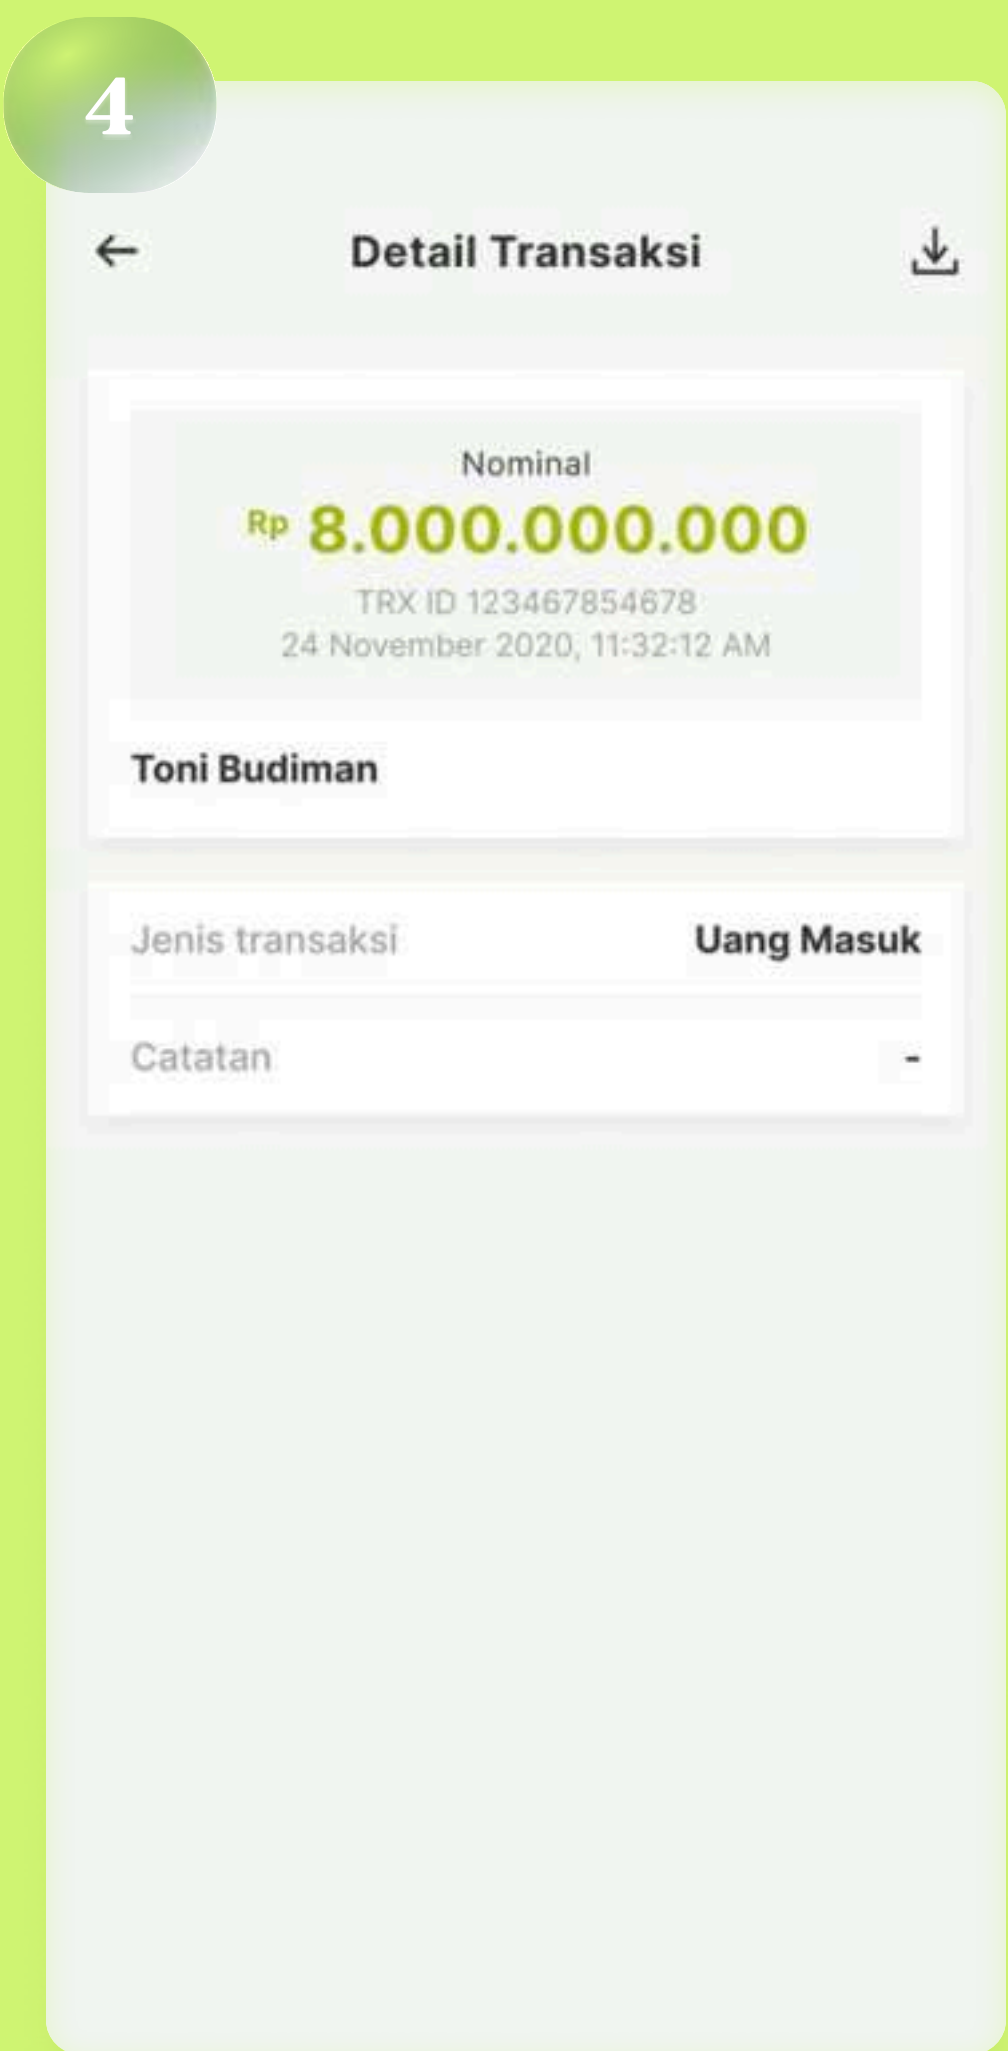 4
Detail Transaksi
Nominal
Rp 8.000.000.000
TRX ID 123467854678
24 November 2020, 11:32:12 AM
Toni Budiman
Jenis transaksi Uang Masuk
Catatan -